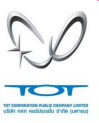 TOT
TOT CORPORATION PUBLIC COMPANY LIMITED
บริษัท ทศท คอร์ปอเรชั่น จำกัด (มหาชน)